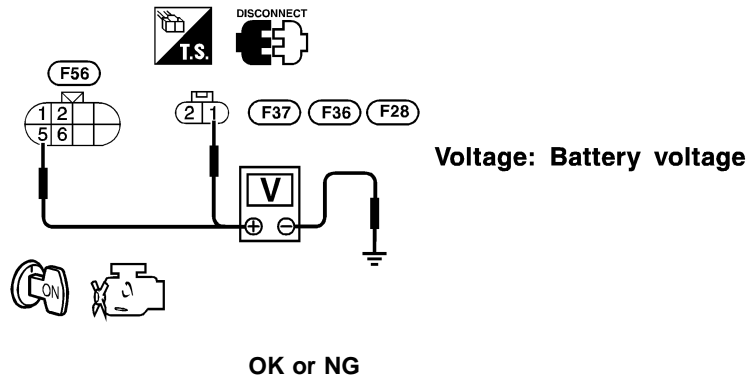 DISCONNECT
T.S.
F56
1 2
5 6
2 1
F37 F36 F28
Voltage: Battery voltage
V
+ −
ON
OK or NG